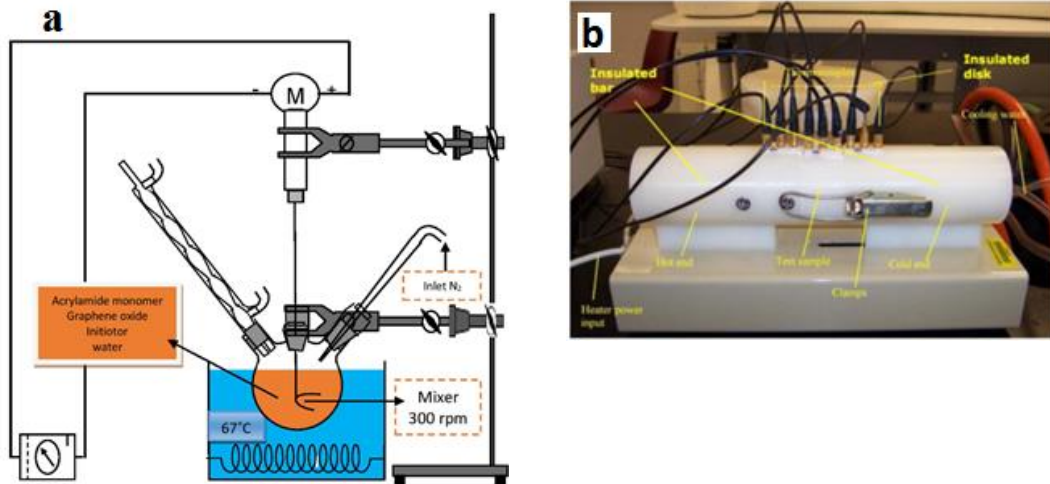 a
-
M
+
Inlet N₂
Acrylamide monomer
Graphene oxide
Initiotor
water
Mixer
300 rpm
67°C
b
Insulated
bar
Insulated
disk
Cooling water
Hot end
Test sample
Cold end
Clamps
Heater power
input